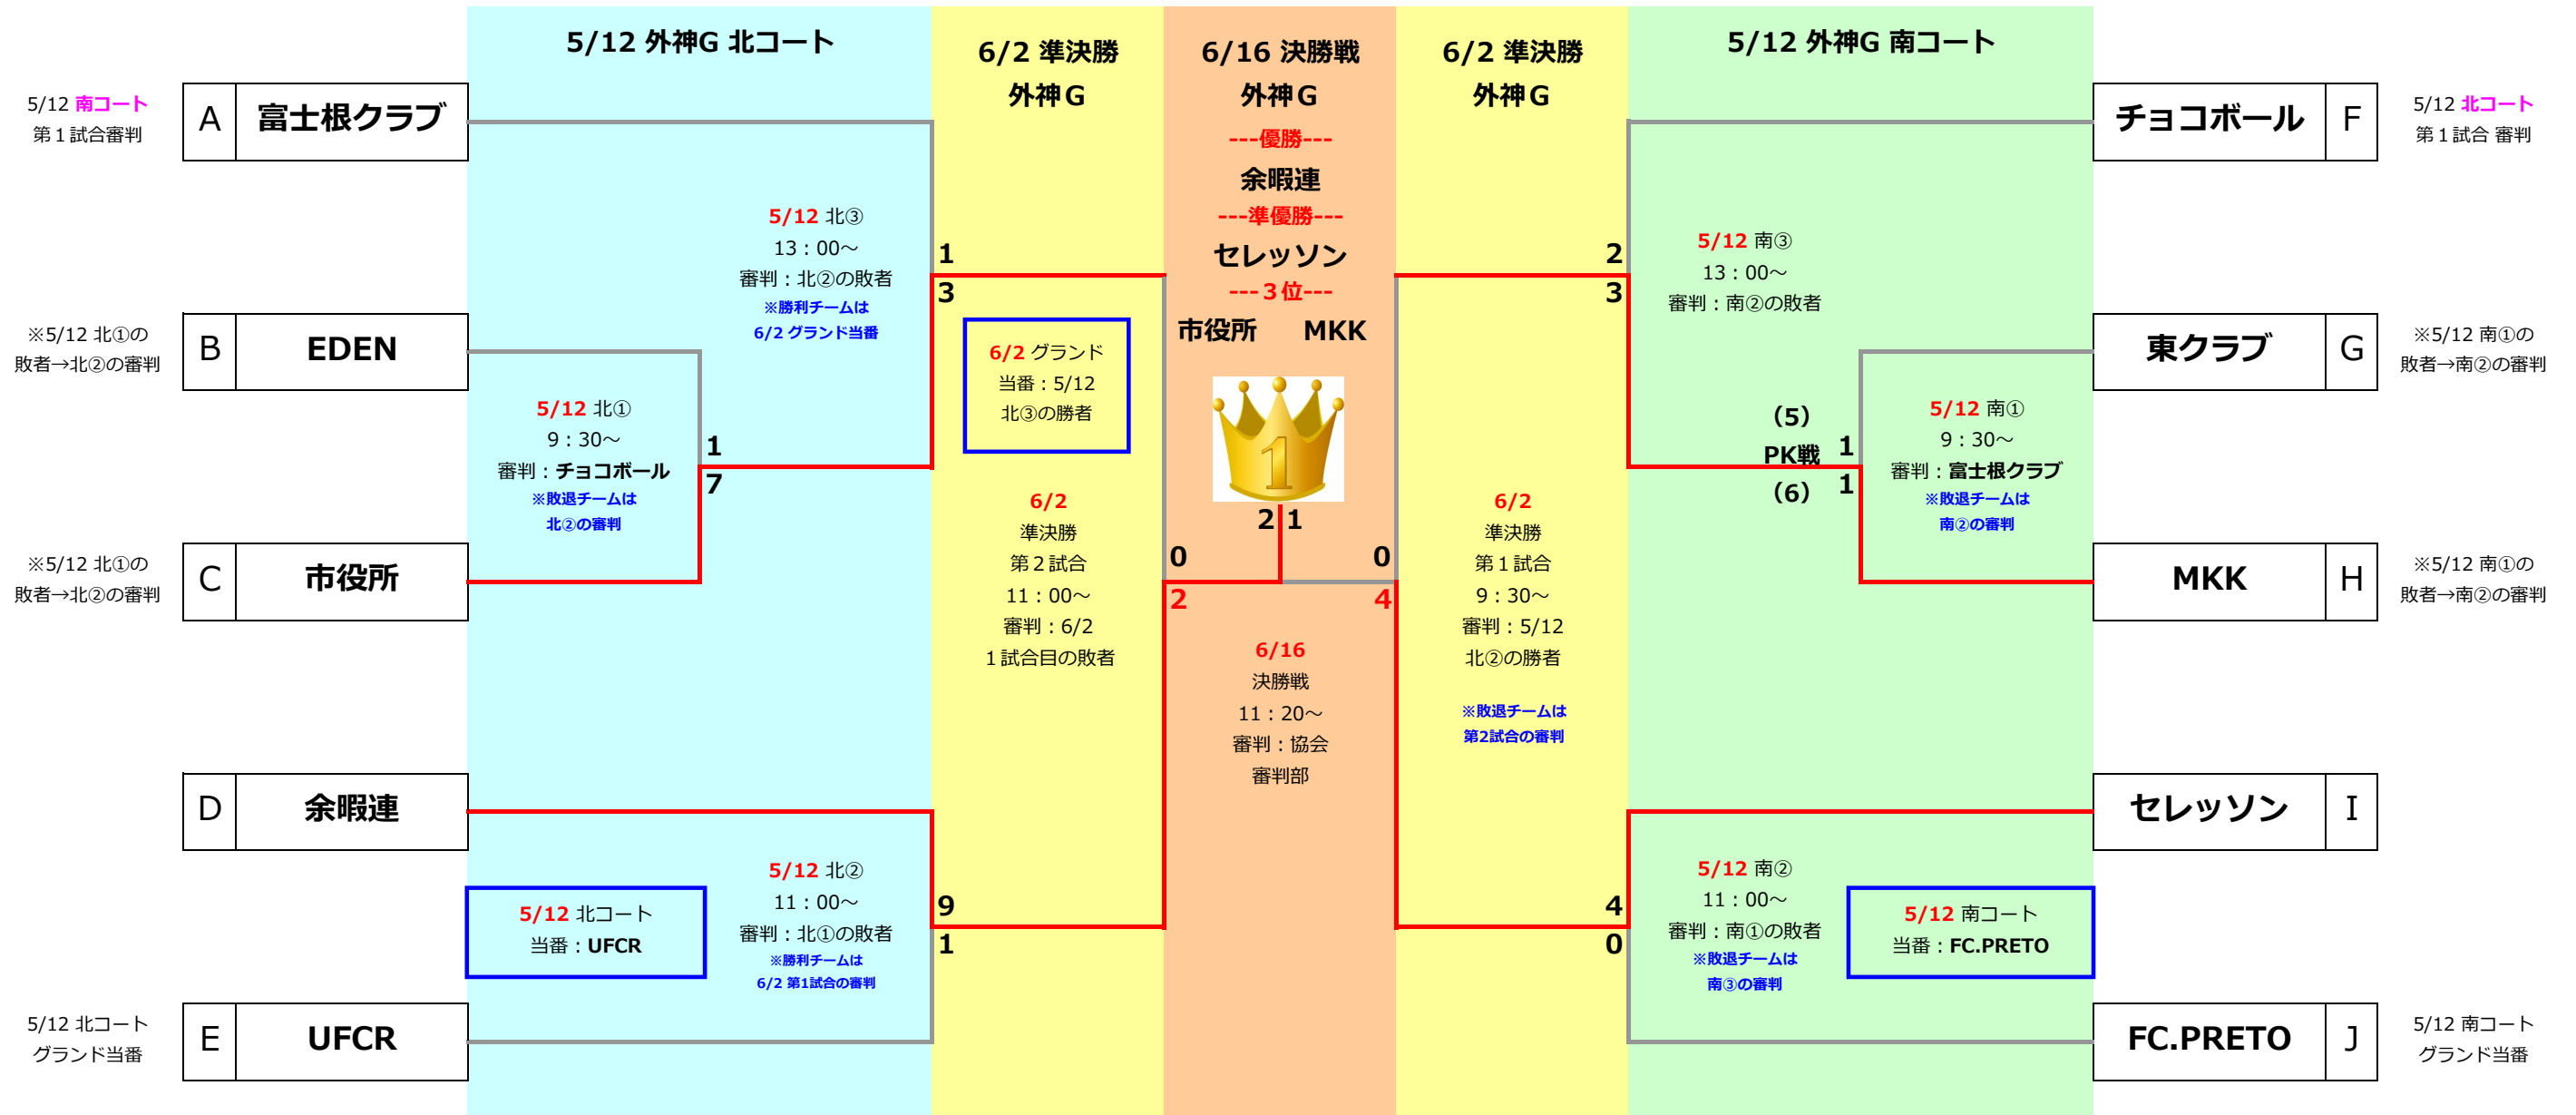 5/12 外神G 北コート
6/2 準決勝
外神Ｇ
6/16 決勝戦
外神Ｇ
6/2 準決勝
外神Ｇ
5/12 外神G 南コート
5/12 南コート
第１試合審判
A 富士根クラブ
※5/12 北①の
敗者→北②の審判
B EDEN
※5/12 北①の
敗者→北②の審判
C 市役所
D 余暇連
5/12 北コート
グランド当番
E UFCR
5/12 北③
13：00～
審判：北②の敗者
※勝利チームは
6/2 グランド当番
5/12 北①
9：30～
審判：チョコボール
※敗退チームは
北②の審判
1
7
5/12 北コート
当番：UFCR
5/12 北②
11：00～
審判：北①の敗者
※勝利チームは
6/2 第1試合の審判
1
3
6/2 グランド
当番：5/12
北③の勝者
6/2
準決勝
第２試合
11：00～
審判：6/2
１試合目の敗者
9
1
---優勝---
余暇連
---準優勝---
セレッソン
---３位---
市役所 MKK
1
2 1
0
2
0
4
6/16
決勝戦
11：20～
審判：協会
審判部
2
3
6/2
準決勝
第１試合
9：30～
審判：5/12
北②の勝者
※敗退チームは
第2試合の審判
4
0
5/12 南③
13：00～
審判：南②の敗者
（5）
PK戦
（6）
1
1
5/12 南①
9：30～
審判：富士根クラブ
※敗退チームは
南②の審判
5/12 南②
11：00～
審判：南①の敗者
※敗退チームは
南③の審判
5/12 南コート
当番：FC.PRETO
チョコボール F
5/12 北コート
第１試合 審判
東クラブ G
※5/12 南①の
敗者→南②の審判
MKK H
※5/12 南①の
敗者→南②の審判
セレッソン I
FC.PRETO J
5/12 南コート
グランド当番